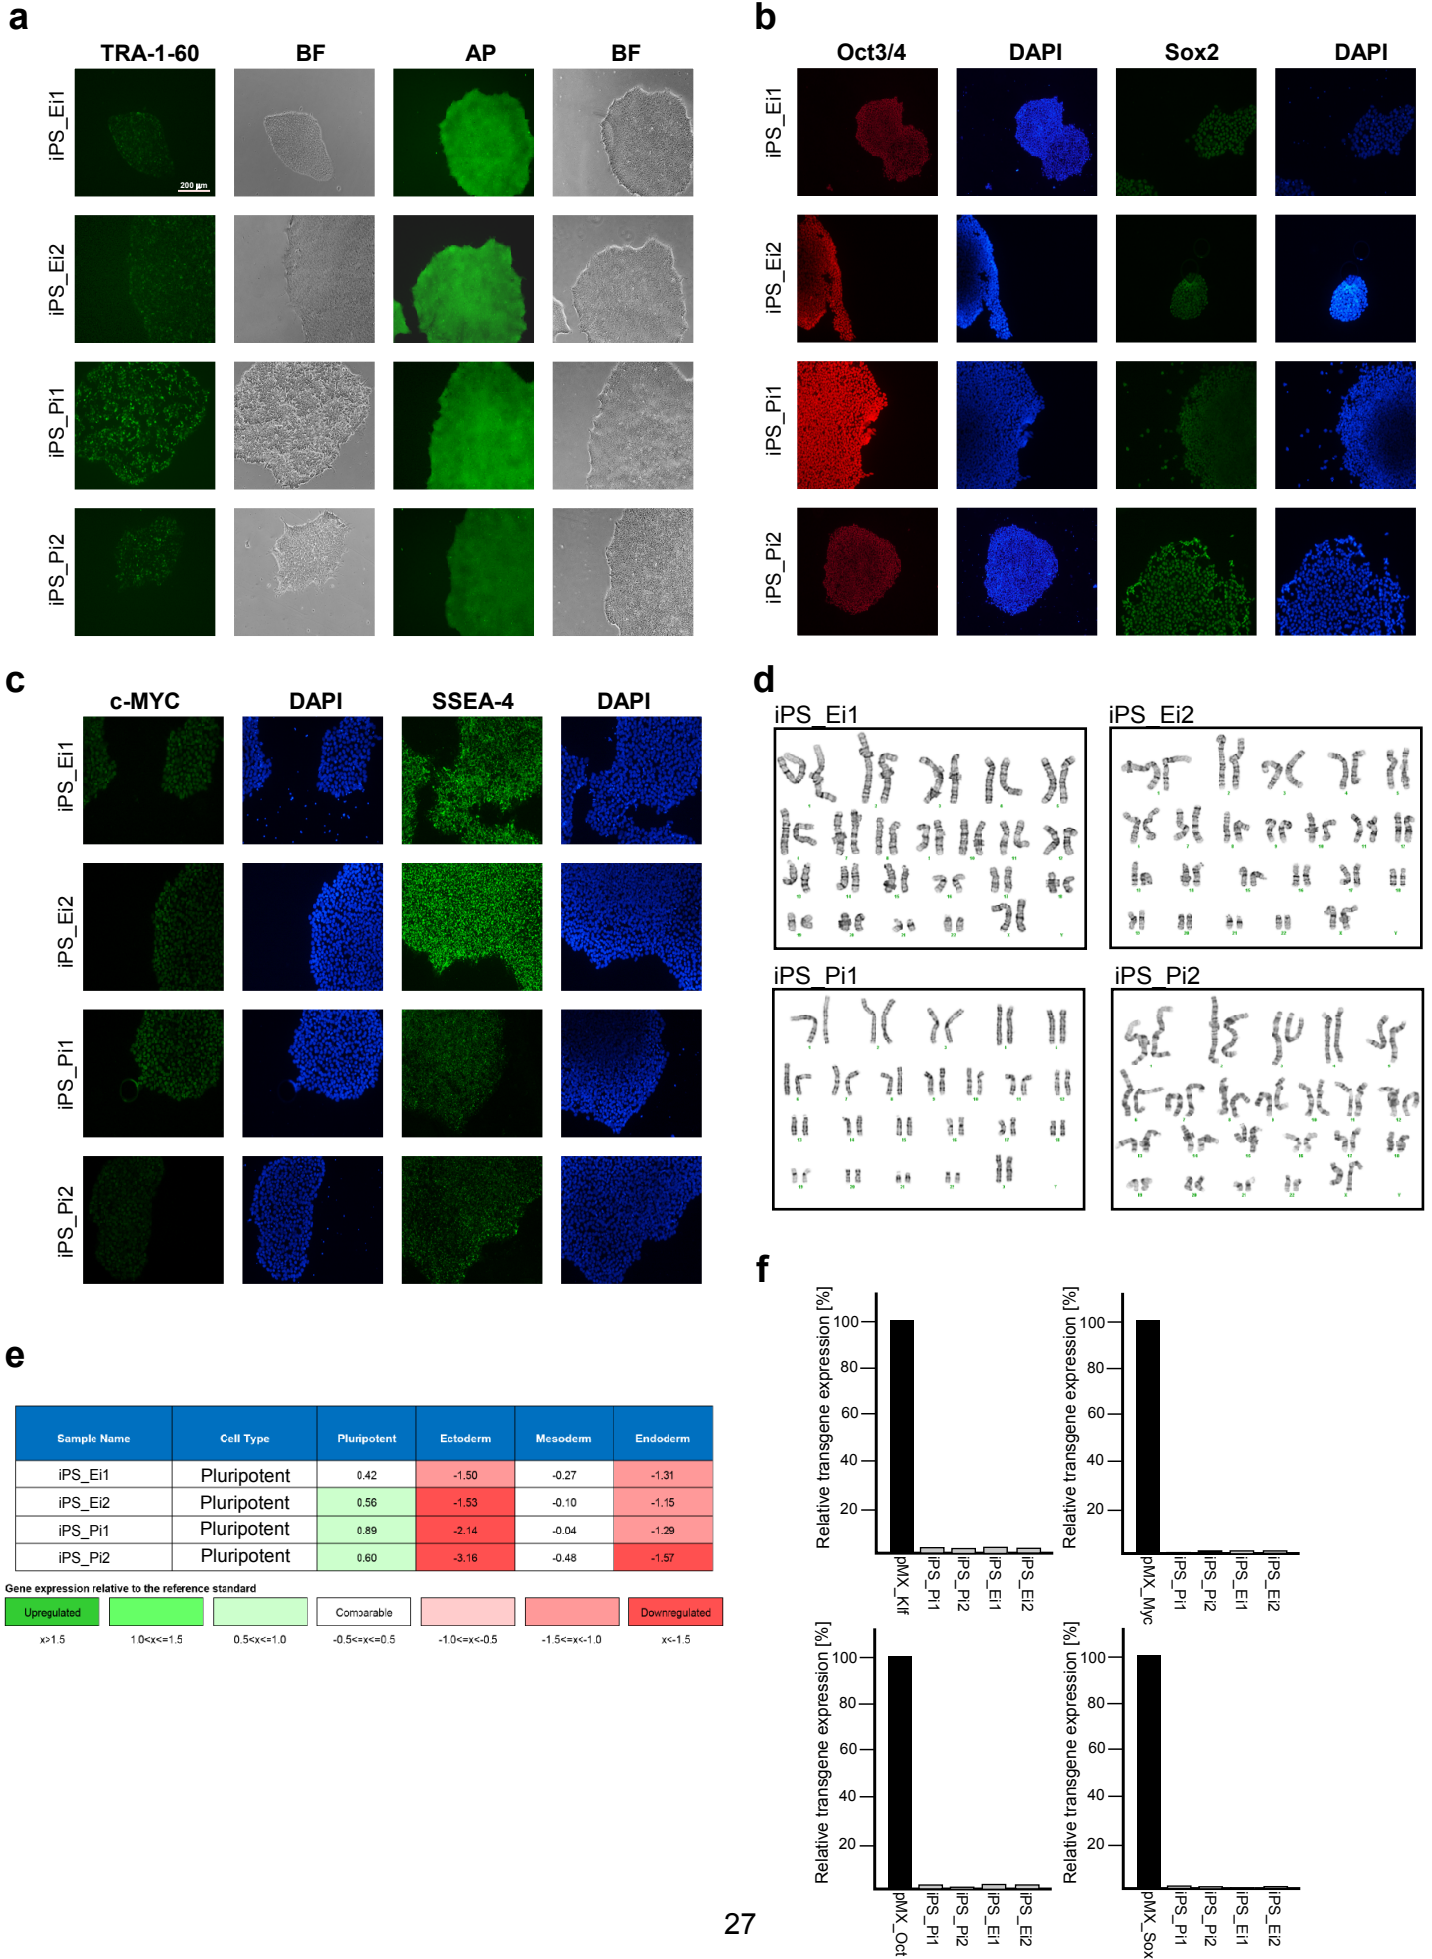 a
TRA-1-60 BF AP BF
iPS_Ei1
200 µm
iPS_Ei2
iPS_Pi1
iPS_Pi2
b
Oct3/4 DAPI Sox2 DAPI
iPS_Ei1
iPS_Ei2
iPS_Pi1
iPS_Pi2
c
c-MYC DAPI SSEA-4 DAPI
iPS_Ei1
iPS_Ei2
iPS_Pi1
iPS_Pi2
d
iPS_Ei1 iPS_Ei2
iPS_Pi1 iPS_Pi2
e
Sample Name Cell Type Pluripotent Ectoderm Mesoderm Endoderm
iPS_Ei1 Pluripotent 0.42 -1.50 -0.27 -1.31
iPS_Ei2 Pluripotent 0.56 -1.53 -0.10 -1.15
iPS_Pi1 Pluripotent 0.89 -2.14 -0.04 -1.29
iPS_Pi2 Pluripotent 0.60 -3.16 -0.48 -1.57
Gene expression relative to the reference standard
Upregulated Comparable Downregulated
x>1.5 1.0<x<=1.5 0.5<x<=1.0 -0.5<=x<=0.5 -1.0<=x<-0.5 -1.5<=x<-1.0 x<-1.5
f
Relative transgene expression [%]
100
80
60
40
20
pMX_Klf iPS_Pi1 iPS_Pi2 iPS_Ei1 iPS_Ei2
Relative transgene expression [%]
100
80
60
40
20
pMX_Myc iPS_Pi1 iPS_Pi2 iPS_Ei1 iPS_Ei2
Relative transgene expression [%]
100
80
60
40
20
pMX_Oct iPS_Pi1 iPS_Pi2 iPS_Ei1 iPS_Ei2
Relative transgene expression [%]
100
80
60
40
20
pMX_Sox iPS_Pi1 iPS_Pi2 iPS_Ei1 iPS_Ei2
27